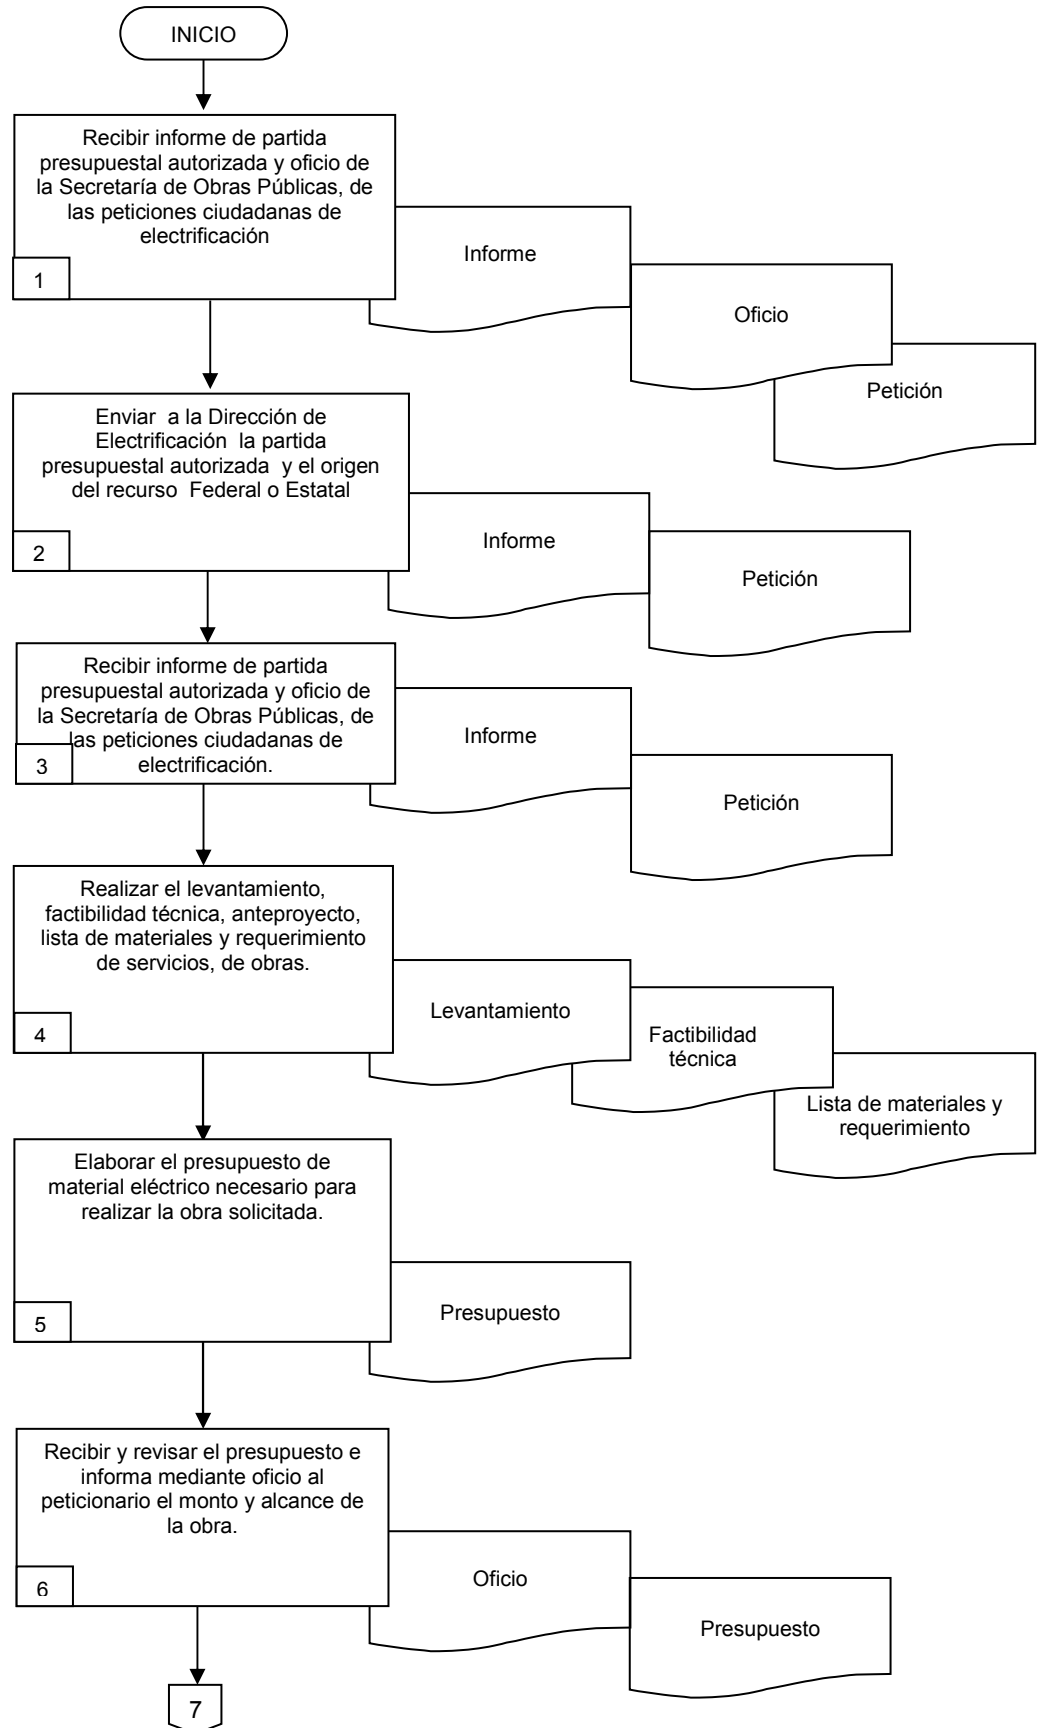 INICIO
Recibir informe de partida
presupuestal autorizada y oficio de
la Secretaría de Obras Públicas, de
las peticiones ciudadanas de
electrificación
1
Informe
Oficio
Petición
Enviar a la Dirección de
Electrificación la partida
presupuestal autorizada y el origen
del recurso Federal o Estatal
2
Informe
Petición
Recibir informe de partida
presupuestal autorizada y oficio de
la Secretaría de Obras Públicas, de
las peticiones ciudadanas de
electrificación.
3
Informe
Petición
Realizar el levantamiento,
factibilidad técnica, anteproyecto,
lista de materiales y requerimiento
de servicios, de obras.
4
Levantamiento
Factibilidad
técnica
Lista de materiales y
requerimiento
Elaborar el presupuesto de
material eléctrico necesario para
realizar la obra solicitada.
5
Presupuesto
Recibir y revisar el presupuesto e
informa mediante oficio al
peticionario el monto y alcance de
la obra.
6
Oficio
Presupuesto
7